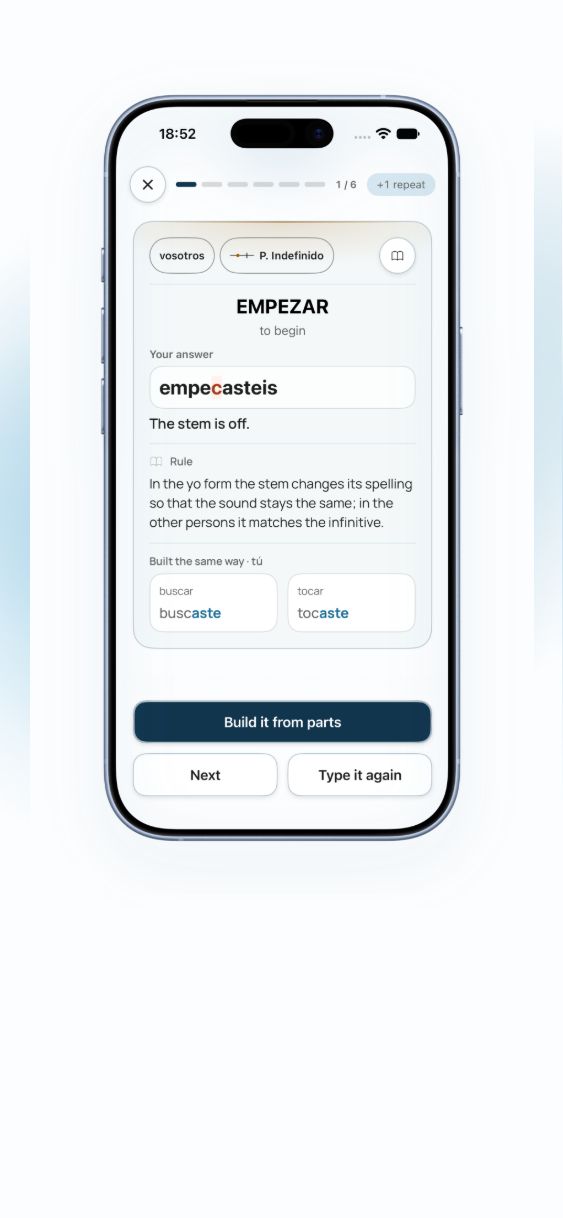 18:52
1 / 6
+1 repeat
vosotros
P. Indefinido
EMPEZAR
to begin
Your answer
empecasteis
The stem is off.
Rule
In the yo form the stem changes its spelling
so that the sound stays the same; in the
other persons it matches the infinitive.
Built the same way · tú
buscar
tocar
buscaste
tocaste
Build it from parts
Next
Type it again